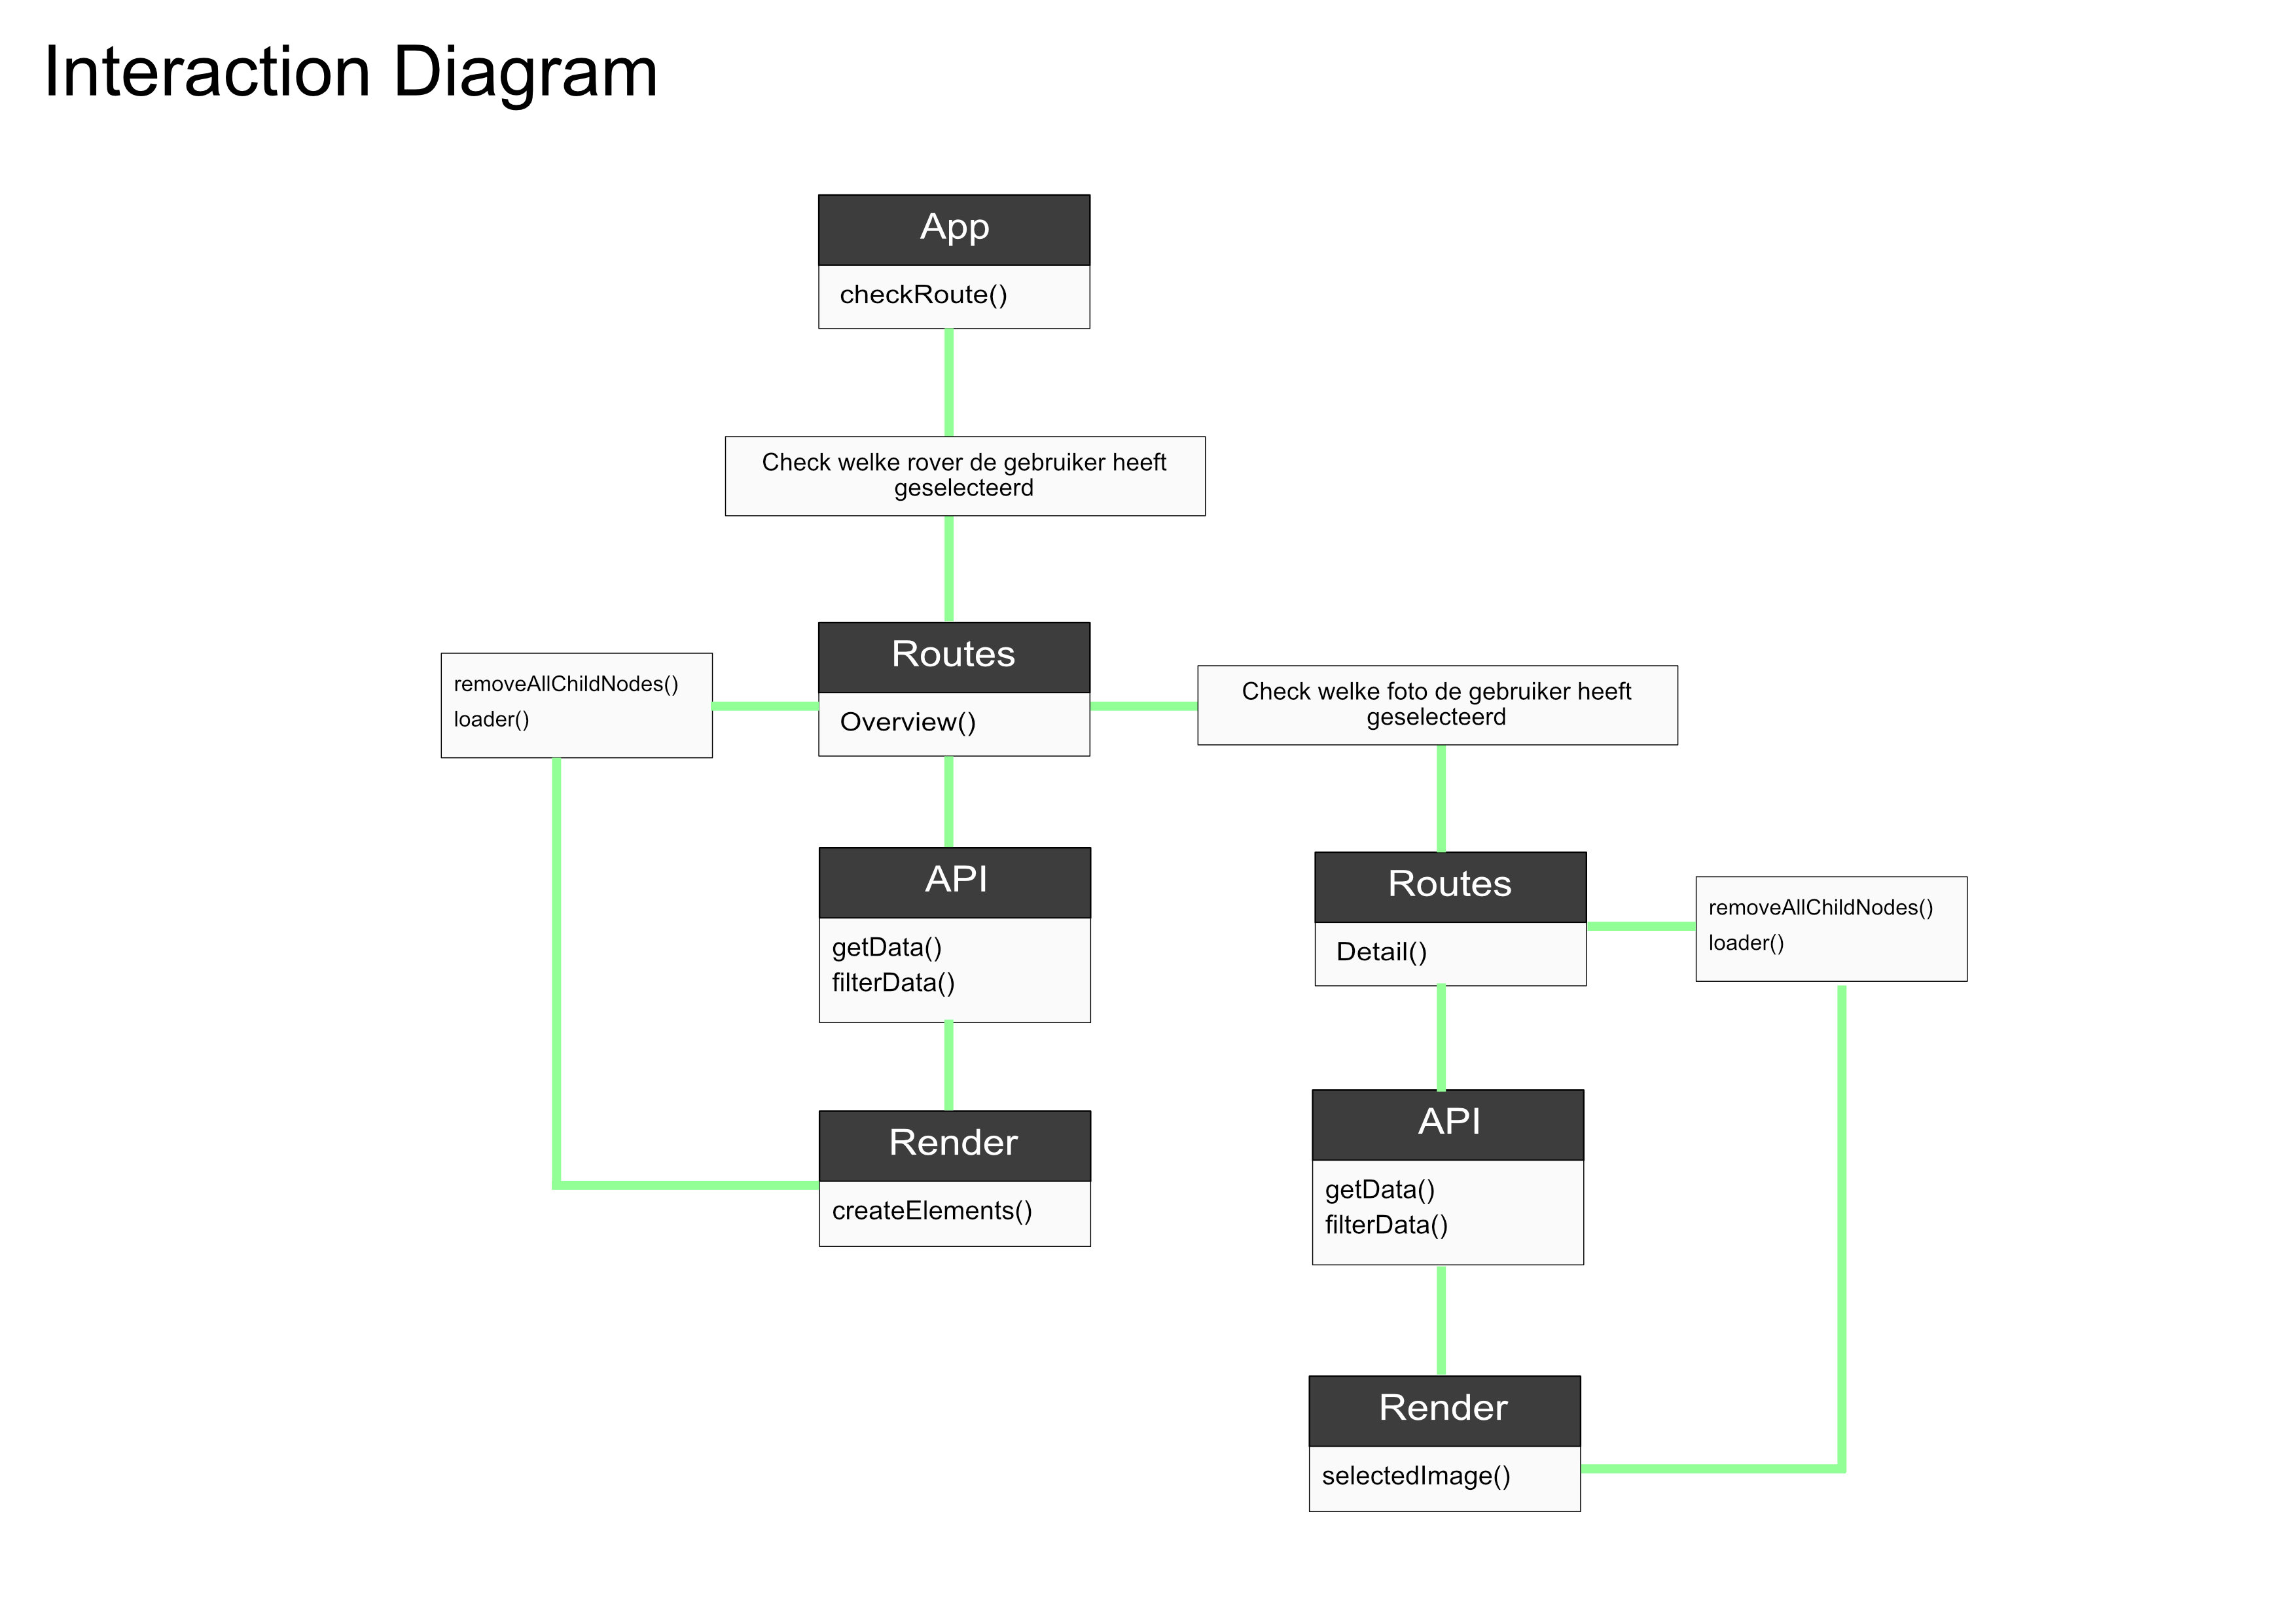 Interaction Diagram
App
checkRoute()
Check welke rover de gebruiker heeft
geselecteerd
Routes
Overview()
removeAllChildNodes()
loader()
Check welke foto de gebruiker heeft
geselecteerd
API
getData()
filterData()
Render
createElements()
Routes
Detail()
removeAllChildNodes()
loader()
API
getData()
filterData()
Render
selectedImage()